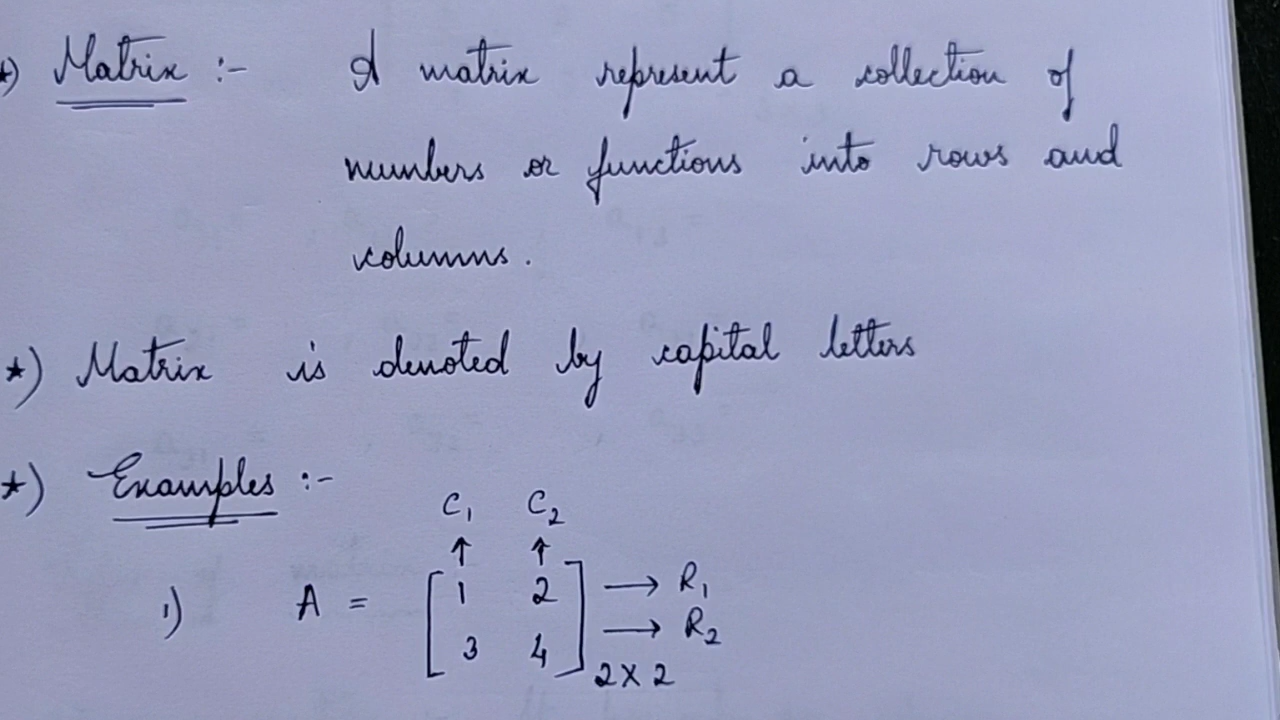 ★) Matrix :- A matrix represent a collection of
numbers or functions into rows and
columns.
★) Matrix is denoted by capital letters
★) Examples :-
C₁ C₂
↑ ↑
1) A = [ 1 2 ] → R₁
3 4 → R₂
2 × 2